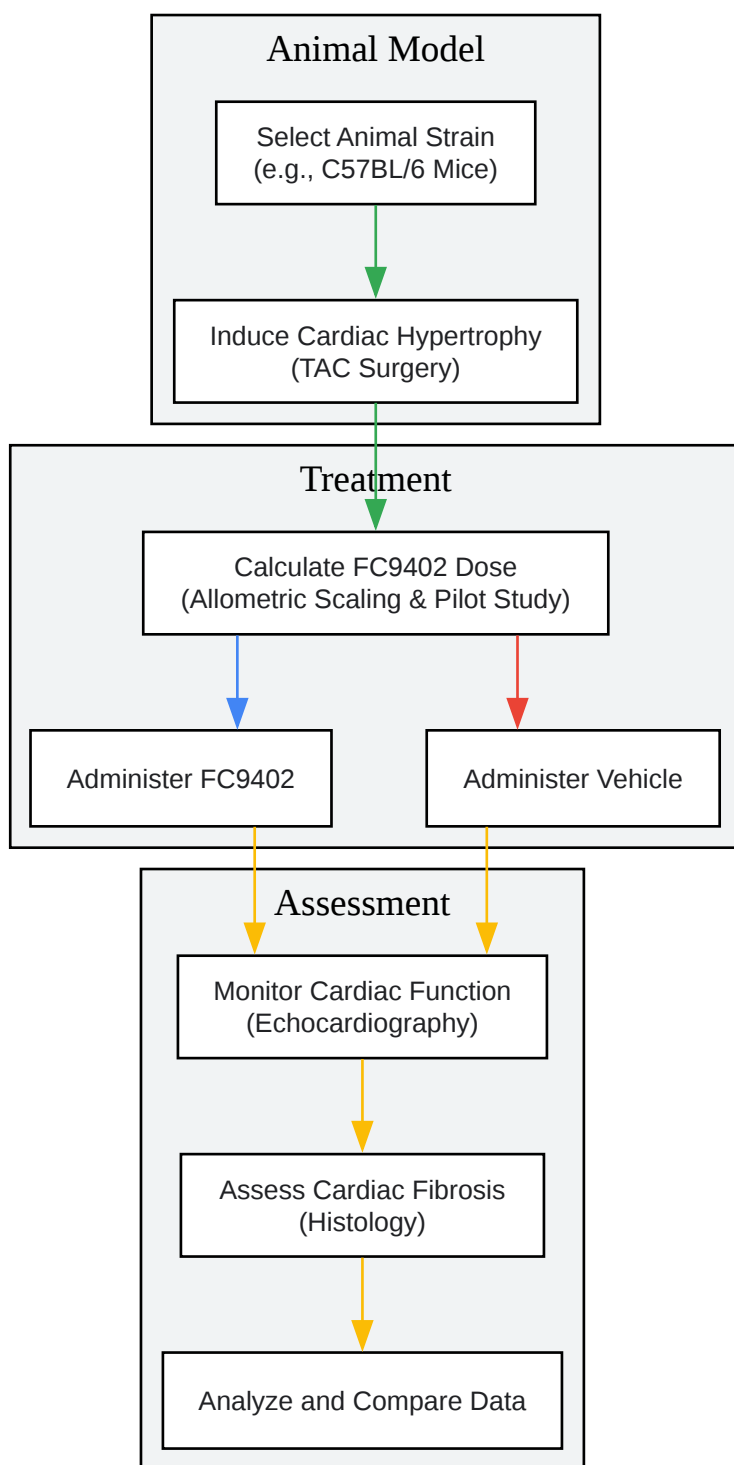 Animal Model
Select Animal Strain
(e.g., C57BL/6 Mice)
Induce Cardiac Hypertrophy
(TAC Surgery)
Treatment
Calculate FC9402 Dose
(Allometric Scaling & Pilot Study)
Administer FC9402
Administer Vehicle
Assessment
Monitor Cardiac Function
(Echocardiography)
Assess Cardiac Fibrosis
(Histology)
Analyze and Compare Data